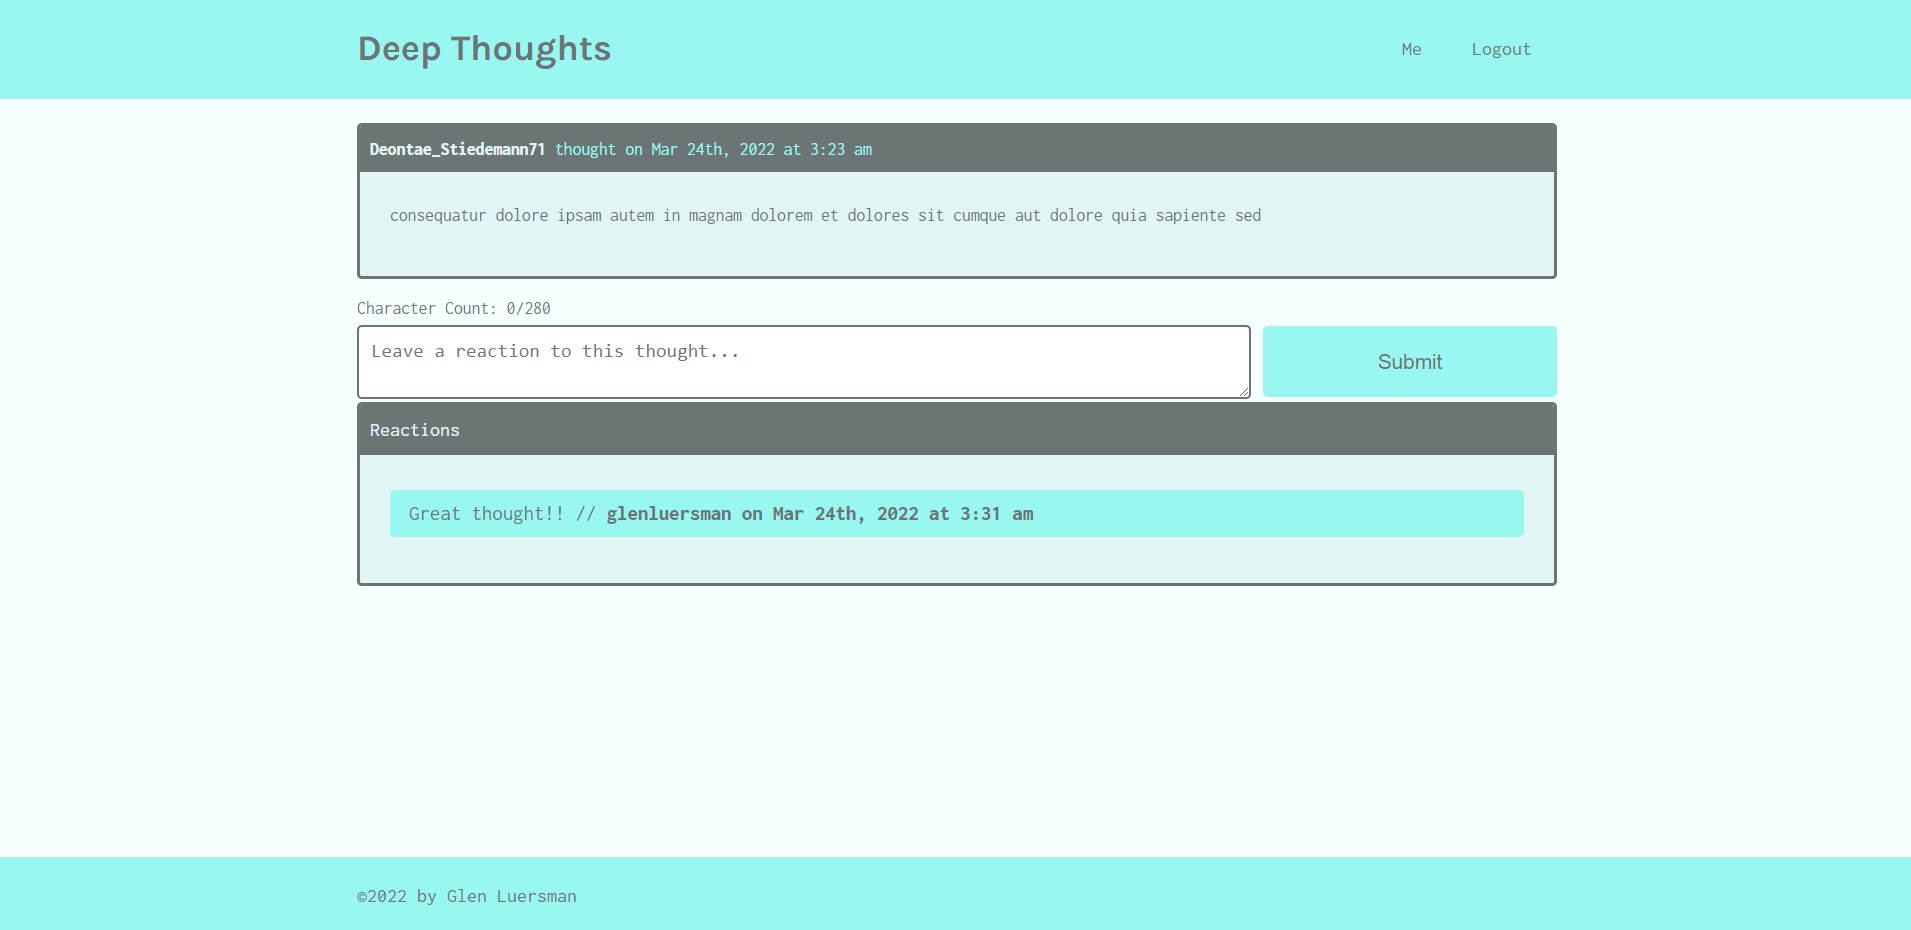 Deep Thoughts
Me Logout
Deontae_Stiedemann71 thought on Mar 24th, 2022 at 3:23 am
consequatur dolore ipsam autem in magnam dolorem et dolores sit cumque aut dolore quia sapiente sed
Character Count: 0/280
Leave a reaction to this thought...
Submit
Reactions
Great thought!! // glenluersman on Mar 24th, 2022 at 3:31 am
©2022 by Glen Luersman